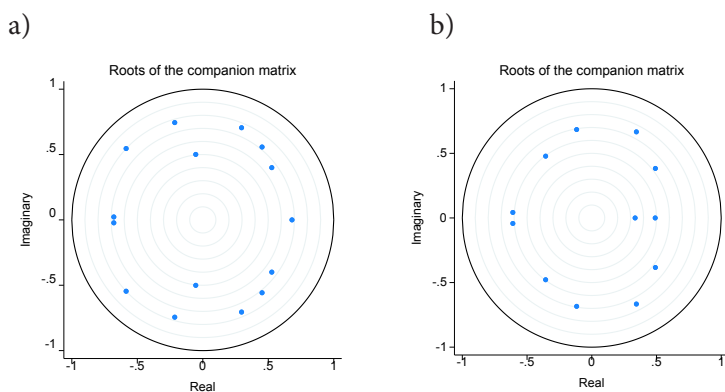 a)
b)
Roots of the companion matrix
1
.5
0
-.5
-1
Imaginary
-1
-.5
0
.5
1
Real
Roots of the companion matrix
1
.5
0
-.5
-1
Imaginary
-1
-.5
0
.5
1
Real